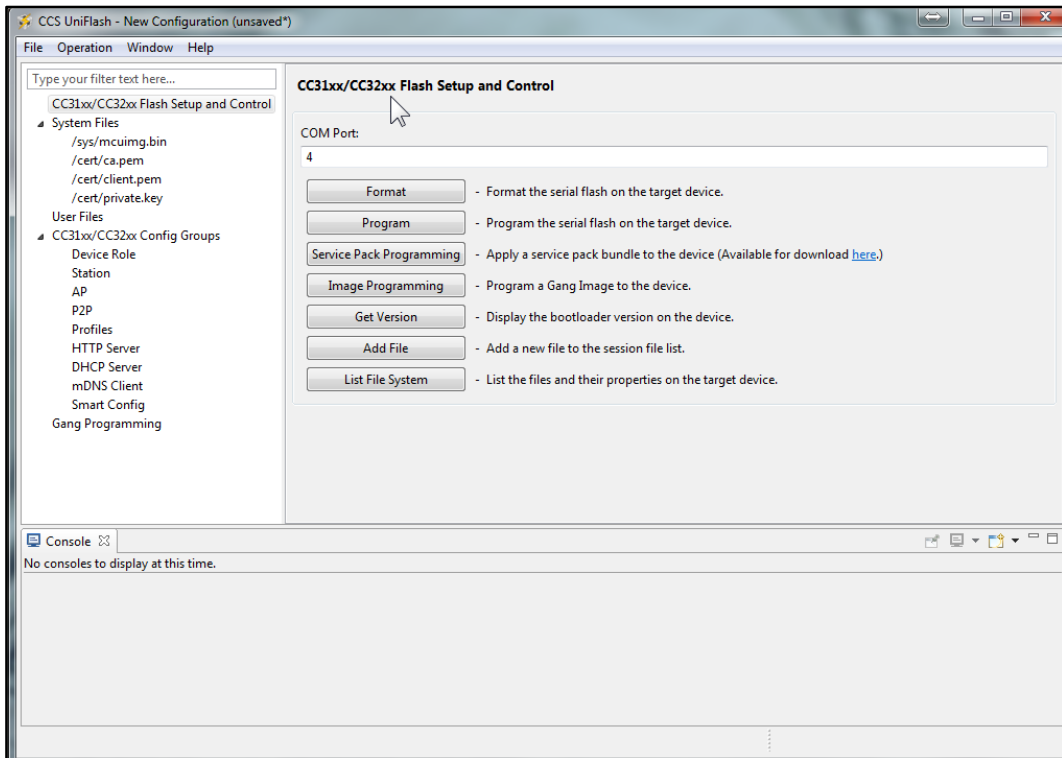 CCS UniFlash - New Configuration (unsaved*)
File Operation Window Help
Type your filter text here...
CC31xx/CC32xx Flash Setup and Control
System Files
/sys/mcuimg.bin
/cert/ca.pem
/cert/client.pem
/cert/private.key
User Files
CC31xx/CC32xx Config Groups
Device Role
Station
AP
P2P
Profiles
HTTP Server
DHCP Server
mDNS Client
Smart Config
Gang Programming
CC31xx/CC32xx Flash Setup and Control
COM Port:
4
Format - Format the serial flash on the target device.
Program - Program the serial flash on the target device.
Service Pack Programming - Apply a service pack bundle to the device (Available for download here.)
Image Programming - Program a Gang Image to the device.
Get Version - Display the bootloader version on the device.
Add File - Add a new file to the session file list.
List File System - List the files and their properties on the target device.
Console
No consoles to display at this time.